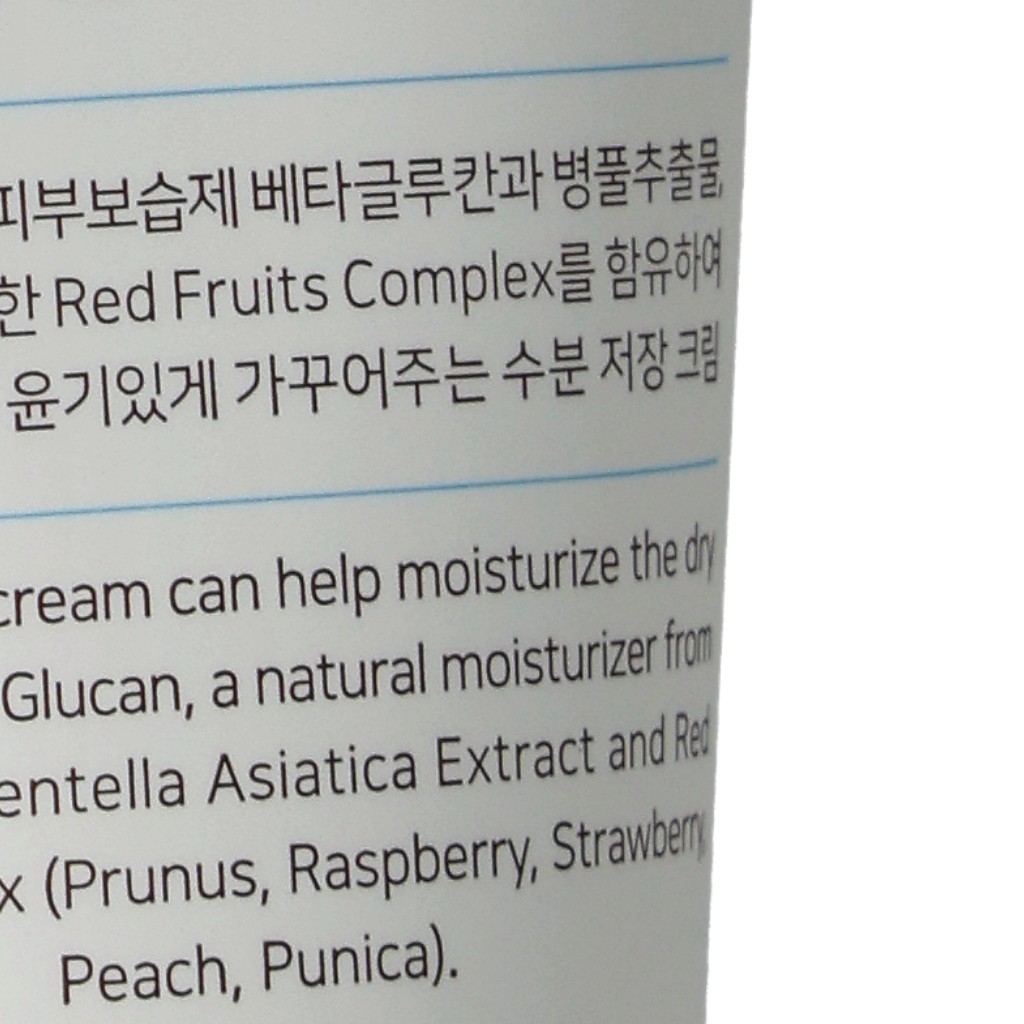 피부보습제 베타글루칸과 병풀추출물,
한 Red Fruits Complex를 함유하여
윤기있게 가꾸어주는 수분 저장 크림
cream can help moisturize the dry
Glucan, a natural moisturizer from
entella Asiatica Extract and Red
x (Prunus, Raspberry, Strawberry,
Peach, Punica).